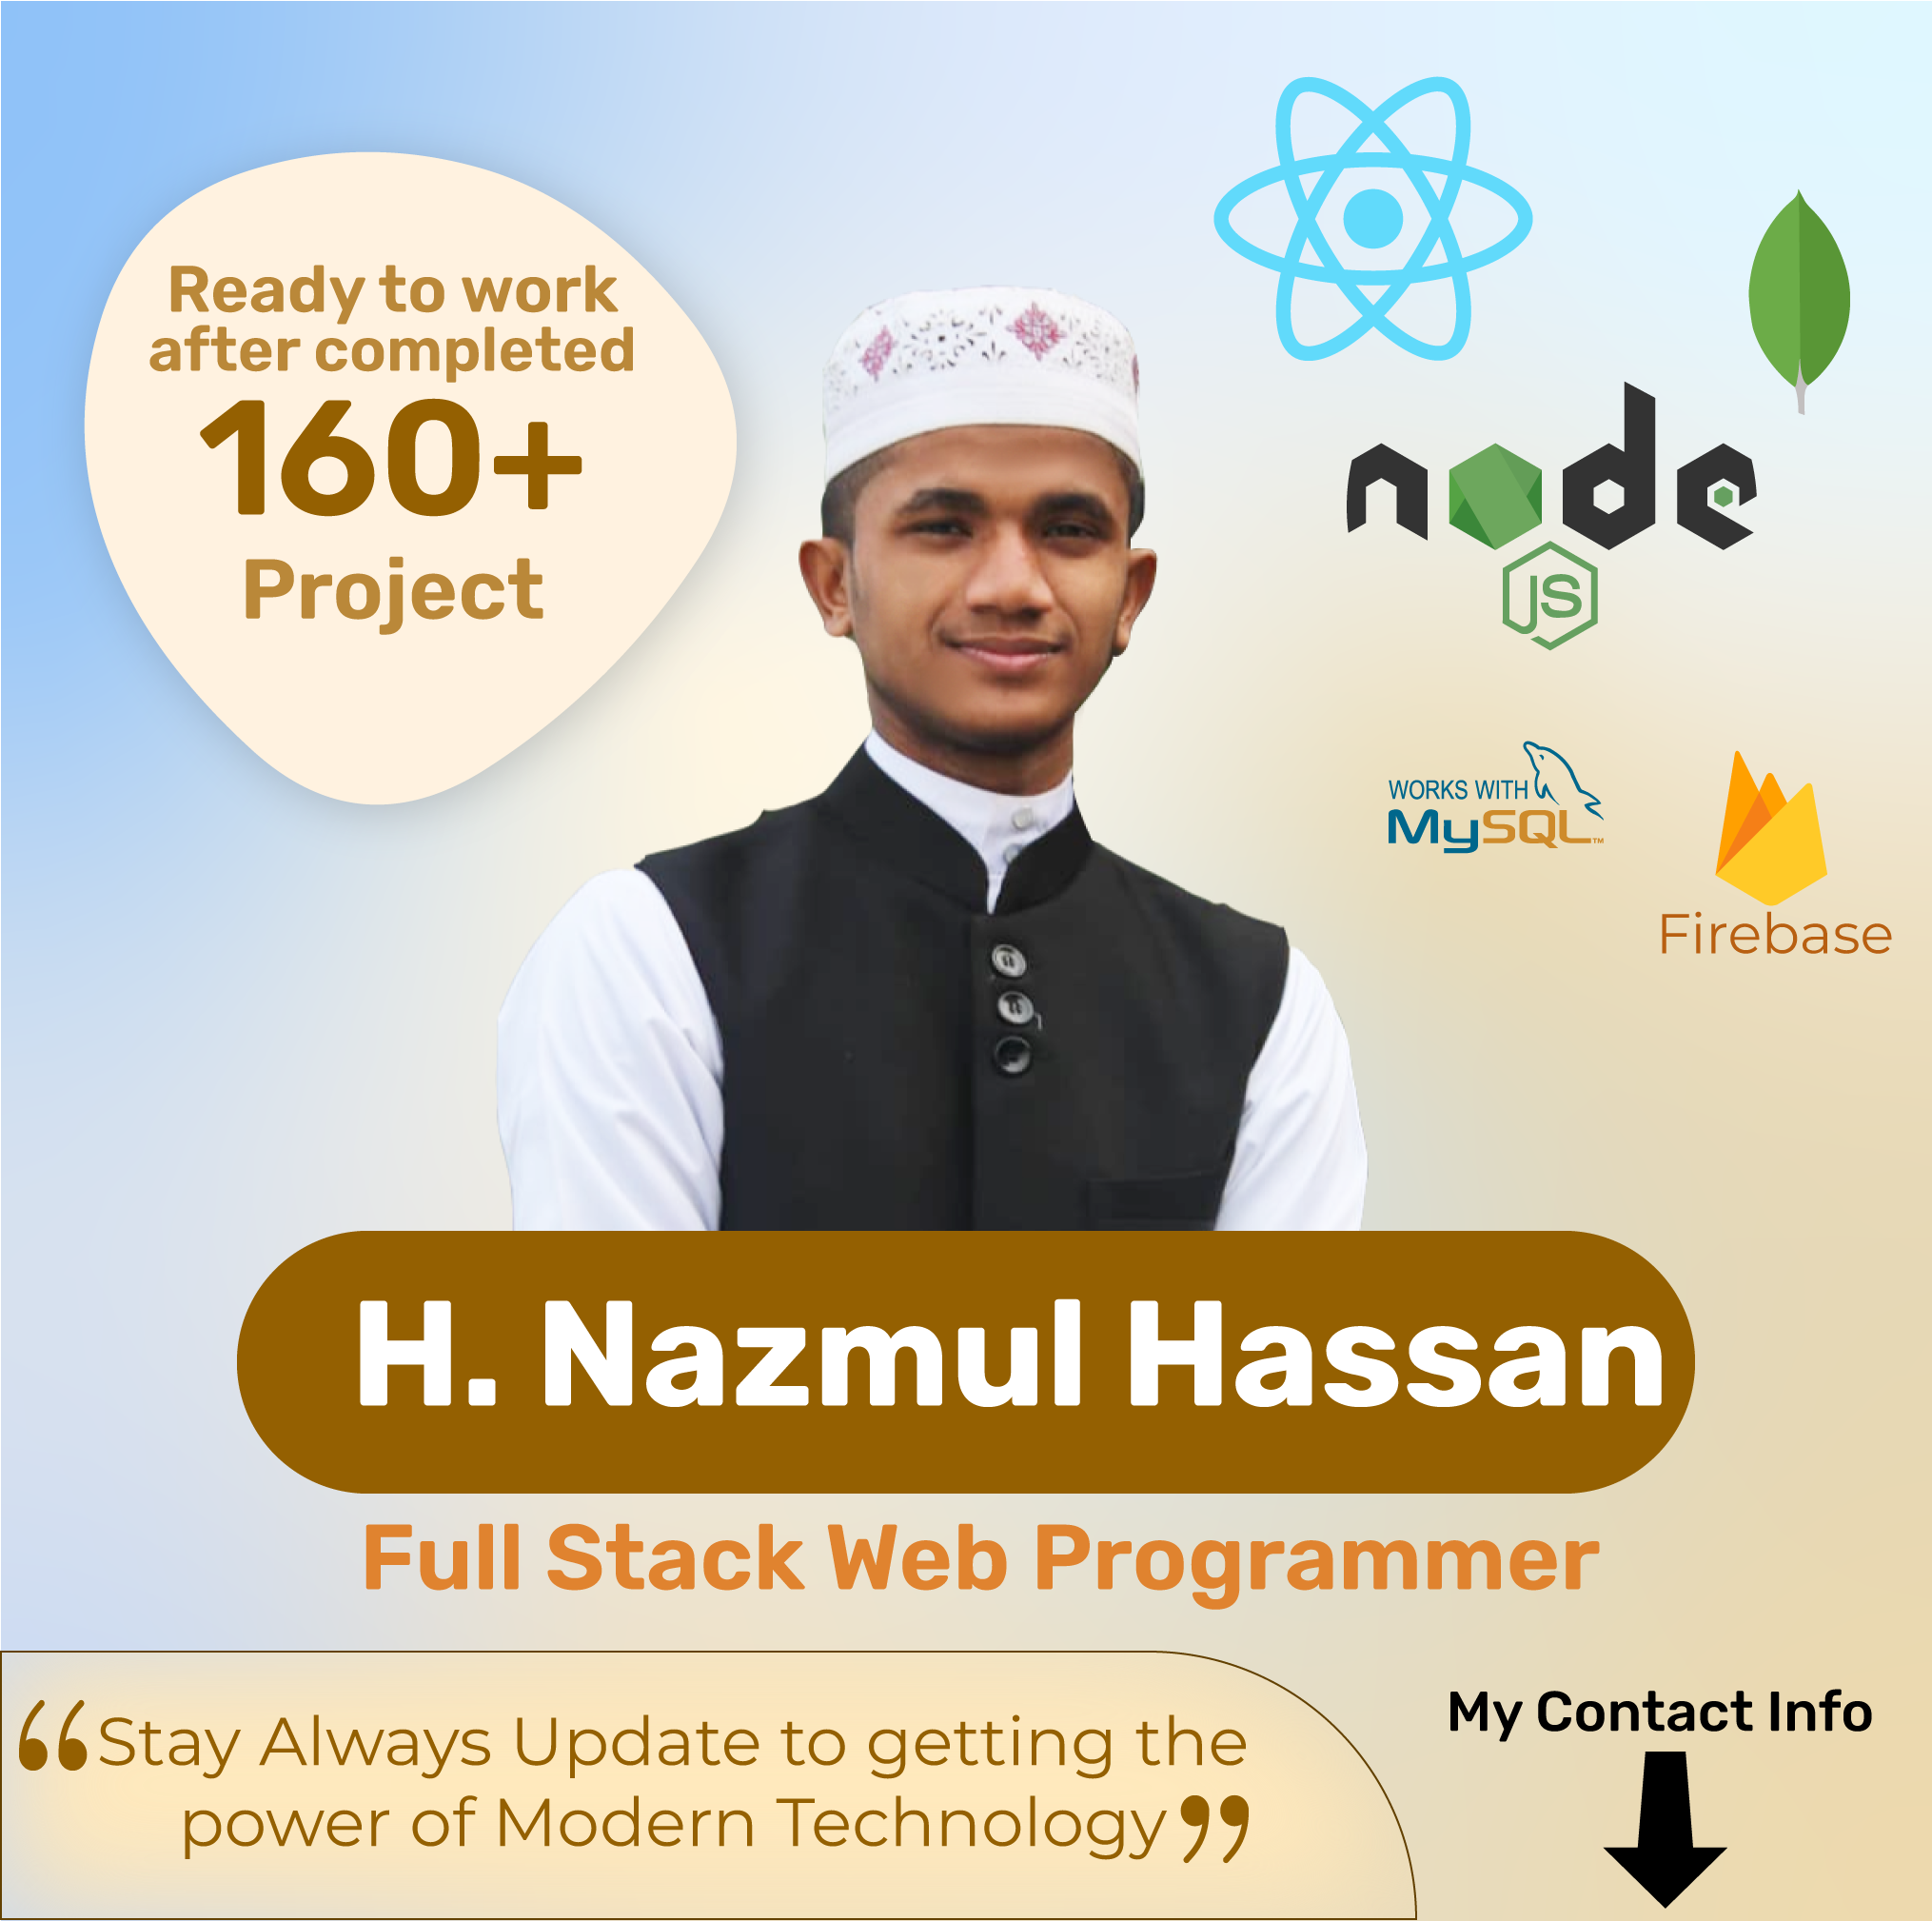 Ready to work
after completed
160+
Project
node
JS
WORKS WITH
MySQL™
Firebase
H. Nazmul Hassan
Full Stack Web Programmer
“Stay Always Update to getting the
power of Modern Technology”
My Contact Info